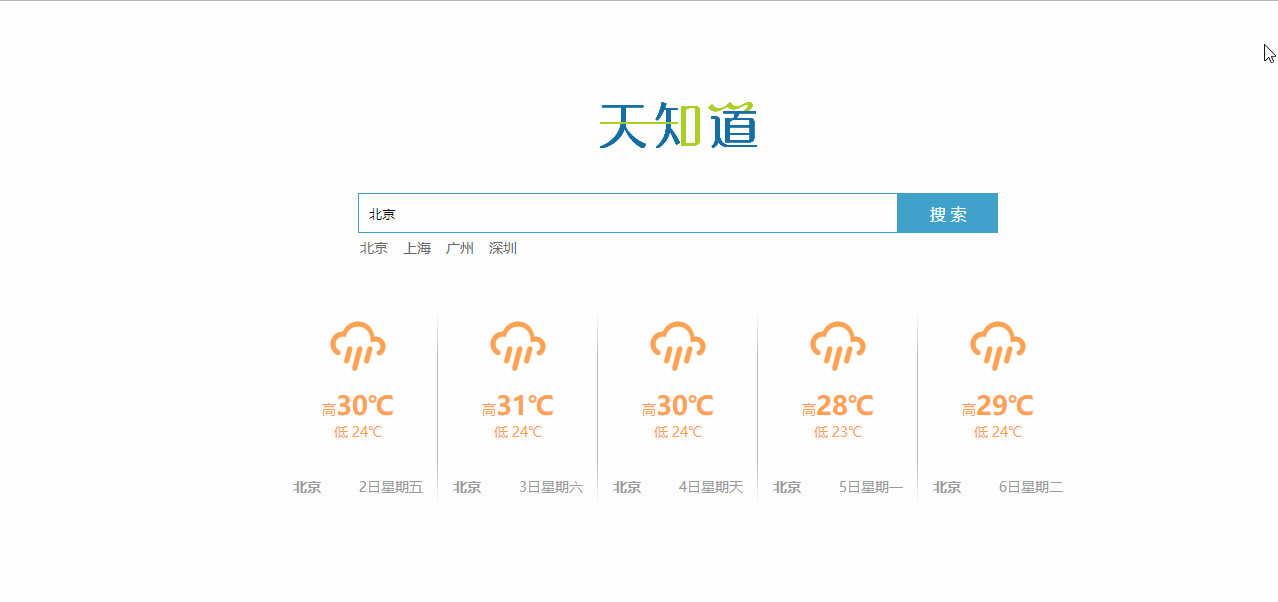 天知道
北京 搜索
北京 上海 广州 深圳
高30℃ 高31℃ 高30℃ 高28℃ 高29℃
低 24℃ 低 24℃ 低 24℃ 低 23℃ 低 24℃
北京 2日星期五 北京 3日星期六 北京 4日星期天 北京 5日星期一 北京 6日星期二